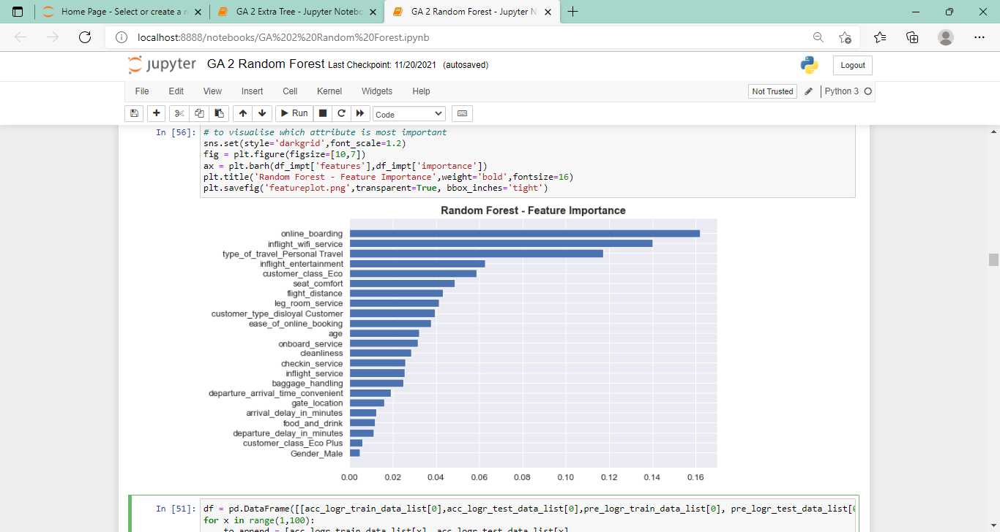 Home Page - Select or create a n
GA 2 Extra Tree - Jupyter Notebo
GA 2 Random Forest - Jupyter N
localhost:8888/notebooks/GA%202%20Random%20Forest.ipynb
jupyter GA 2 Random Forest Last Checkpoint: 11/20/2021 (autosaved)
Logout
File Edit View Insert Cell Kernel Widgets Help
Not Trusted
Python 3
Run
Code
In [56]: # to visualise which attribute is most important
sns.set(style='darkgrid',font_scale=1.2)
fig = plt.figure(figsize=[10,7])
ax = plt.barh(df_impt['features'],df_impt['importance'])
plt.title('Random Forest - Feature Importance',weight='bold',fontsize=16)
plt.savefig('featureplot.png',transparent=True, bbox_inches='tight')
Random Forest - Feature Importance
online_boarding
inflight_wifi_service
type_of_travel_Personal Travel
inflight_entertainment
customer_class_Eco
seat_comfort
flight_distance
leg_room_service
customer_type_disloyal Customer
ease_of_online_booking
age
onboard_service
cleanliness
checkin_service
inflight_service
baggage_handling
departure_arrival_time_convenient
gate_location
arrival_delay_in_minutes
food_and_drink
departure_delay_in_minutes
customer_class_Eco Plus
Gender_Male
0.00 0.02 0.04 0.06 0.08 0.10 0.12 0.14 0.16
In [51]: df = pd.DataFrame([[acc_logr_train_data_list[0],acc_logr_test_data_list[0],pre_logr_train_data_list[0], pre_logr_test_data_list[0
for x in range(1,100):
to_append = [acc_logr_train_data_list[x], acc_logr_test_data_list[x],